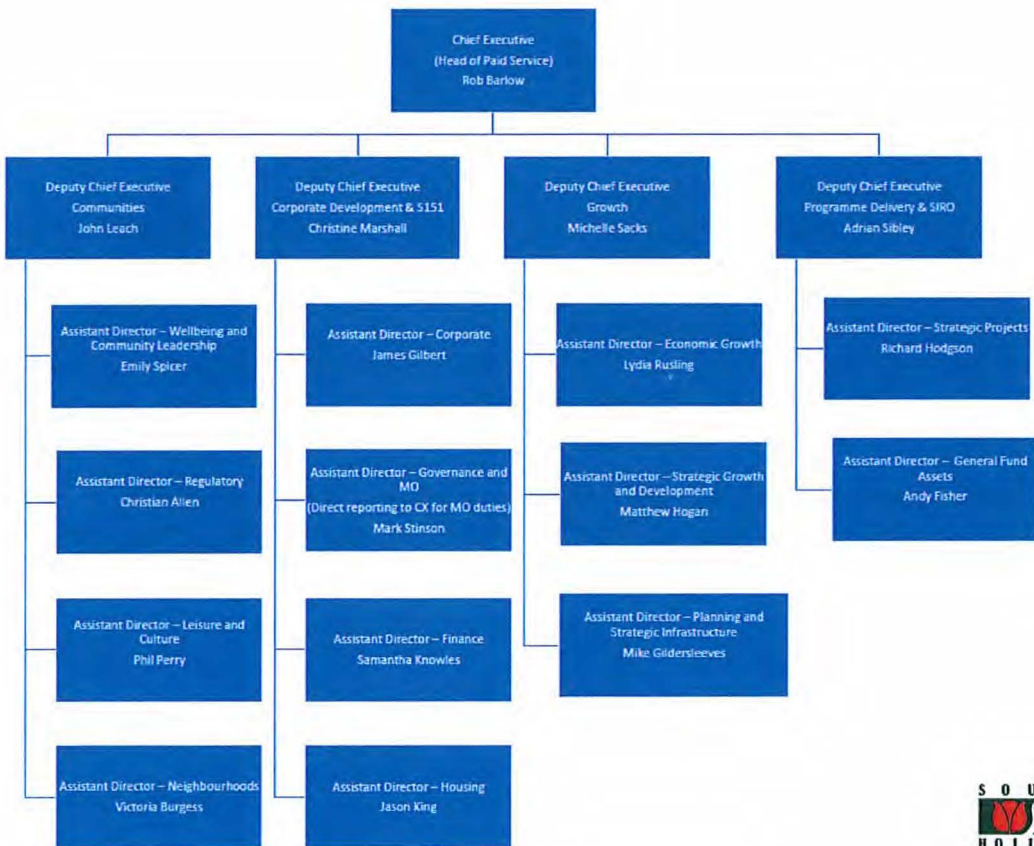 Chief Executive
(Head of Paid Service)
Rob Barlow
Deputy Chief Executive
Communities
John Leach
Deputy Chief Executive
Corporate Development & S151
Christine Marshall
Deputy Chief Executive
Growth
Michelle Sacks
Deputy Chief Executive
Programme Delivery & SIRO
Adrian Sibley
Assistant Director – Wellbeing and
Community Leadership
Emily Spicer
Assistant Director – Regulatory
Christian Allen
Assistant Director – Leisure and
Culture
Phil Perry
Assistant Director – Neighbourhoods
Victoria Burgess
Assistant Director – Corporate
James Gilbert
Assistant Director – Governance and
MO
(Direct reporting to CX for MO duties)
Mark Stinson
Assistant Director – Finance
Samantha Knowles
Assistant Director – Housing
Jason King
Assistant Director – Economic Growth
Lydia Rusling
Assistant Director – Strategic Growth
and Development
Matthew Hogan
Assistant Director – Planning and
Strategic Infrastructure
Mike Gildersleeves
Assistant Director – Strategic Projects
Richard Hodgson
Assistant Director – General Fund
Assets
Andy Fisher